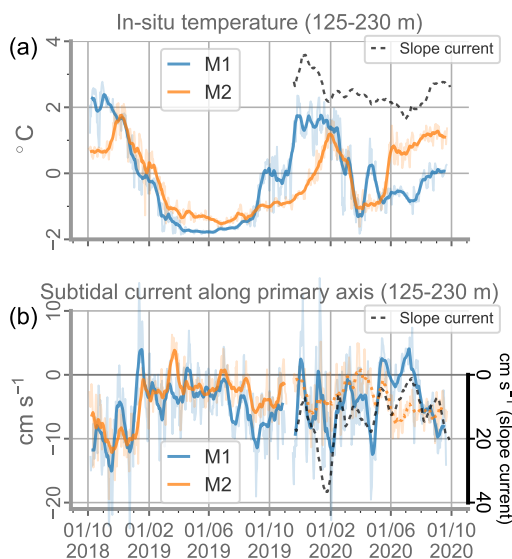 In-situ temperature (125-230 m)
(a)
4
2
0
−2
°C
M1
M2
Slope current
Subtidal current along primary axis (125-230 m)
(b)
10
0
−10
−20
cm s⁻¹
Slope current
M1
M2
0
20
40
cm s⁻¹ (slope current)
01/10 01/02 01/06 01/10 01/02 01/06 01/10
2018 2019 2019 2019 2020 2020 2020